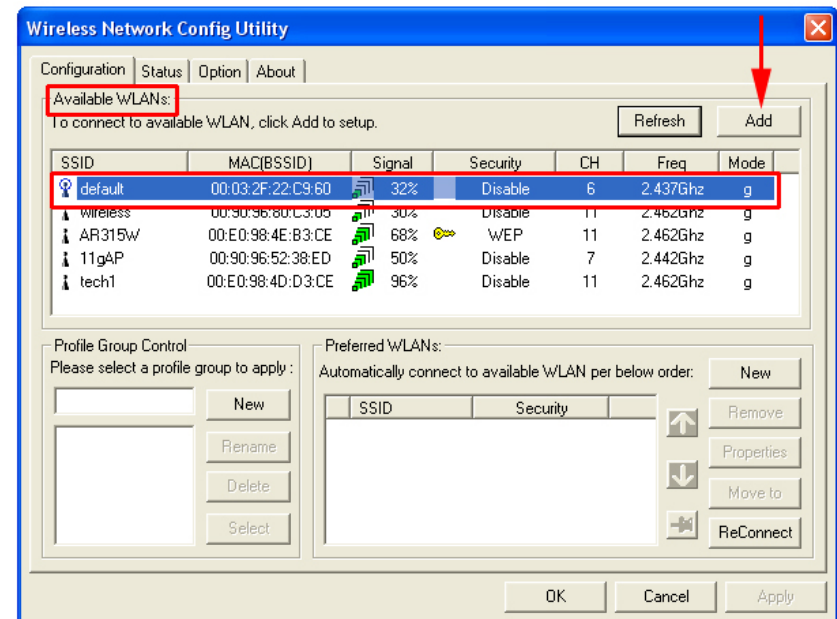 Wireless Network Config Utility
Configuration Status Option About
Available WLANs:
To connect to available WLAN, click Add to setup.
Refresh Add
SSID MAC(BSSID) Signal Security CH Freq Mode
default 00:03:2F:22:C9:60 32% Disable 6 2.437Ghz g
wireless 00:90:96:80:C3:05 30% Disable 11 2.462Ghz g
AR315W 00:E0:98:4E:B3:CE 68% WEP 11 2.462Ghz g
11gAP 00:90:96:52:38:ED 50% Disable 7 2.442Ghz g
tech1 00:E0:98:4D:D3:CE 96% Disable 11 2.462Ghz g
Profile Group Control
Please select a profile group to apply :
New
Rename
Delete
Select
Preferred WLANs:
Automatically connect to available WLAN per below order:
SSID Security
New
Remove
Properties
Move to
ReConnect
OK Cancel Apply